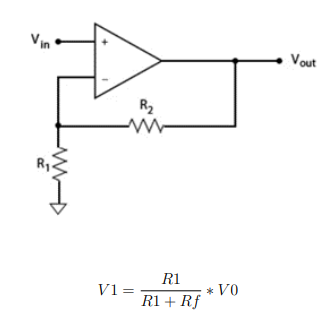 Vin
+
Vout
−
R2
R1
V1 = R1 / (R1 + Rf) * V0